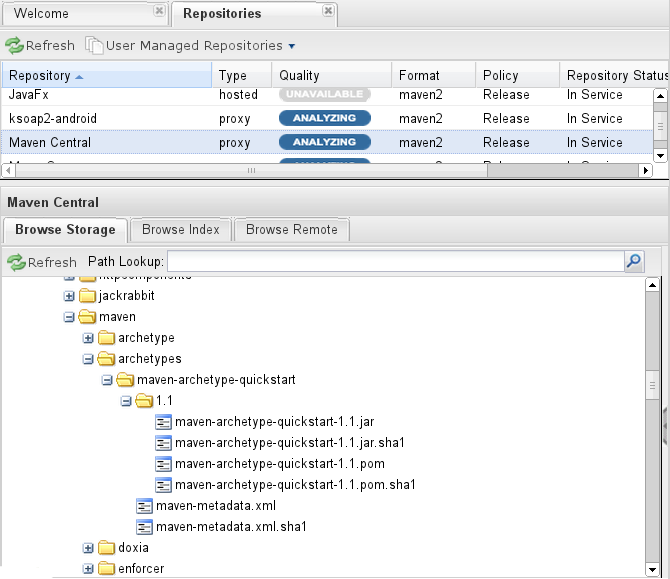 Welcome Repositories
Refresh User Managed Repositories
Repository Type Quality Format Policy Repository Status
JavaFx hosted UNAVAILABLE maven2 Release In Service
ksoap2-android proxy ANALYZING maven2 Release In Service
Maven Central proxy ANALYZING maven2 Release In Service
Maven Central
Browse Storage Browse Index Browse Remote
Refresh Path Lookup:
httpcomponents
jackrabbit
maven
archetype
archetypes
maven-archetype-quickstart
1.1
maven-archetype-quickstart-1.1.jar
maven-archetype-quickstart-1.1.jar.sha1
maven-archetype-quickstart-1.1.pom
maven-archetype-quickstart-1.1.pom.sha1
maven-metadata.xml
maven-metadata.xml.sha1
doxia
enforcer